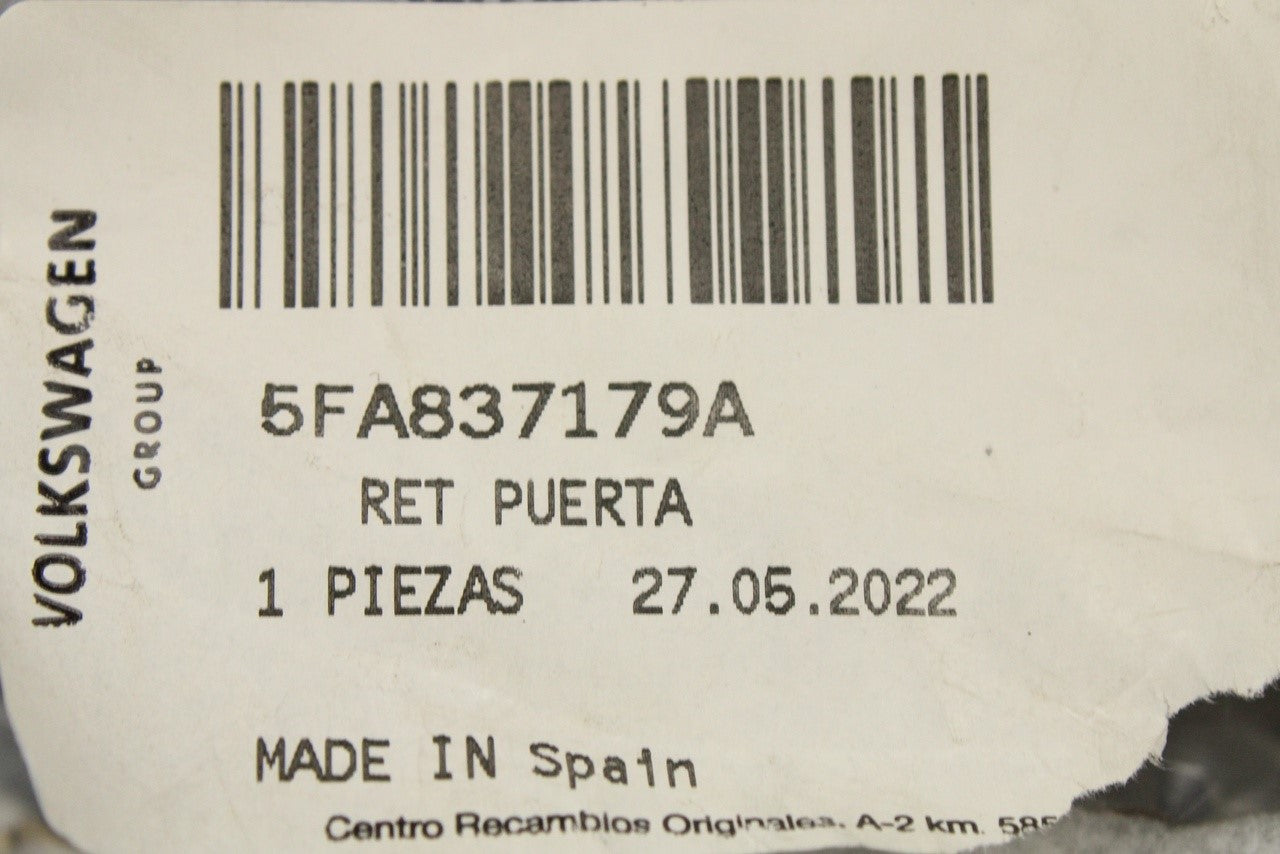 VOLKSWAGEN
GROUP
5FA837179A
RET PUERTA
1 PIEZAS 27.05.2022
MADE IN Spain
Centro Recambios Originales. A-2 km.